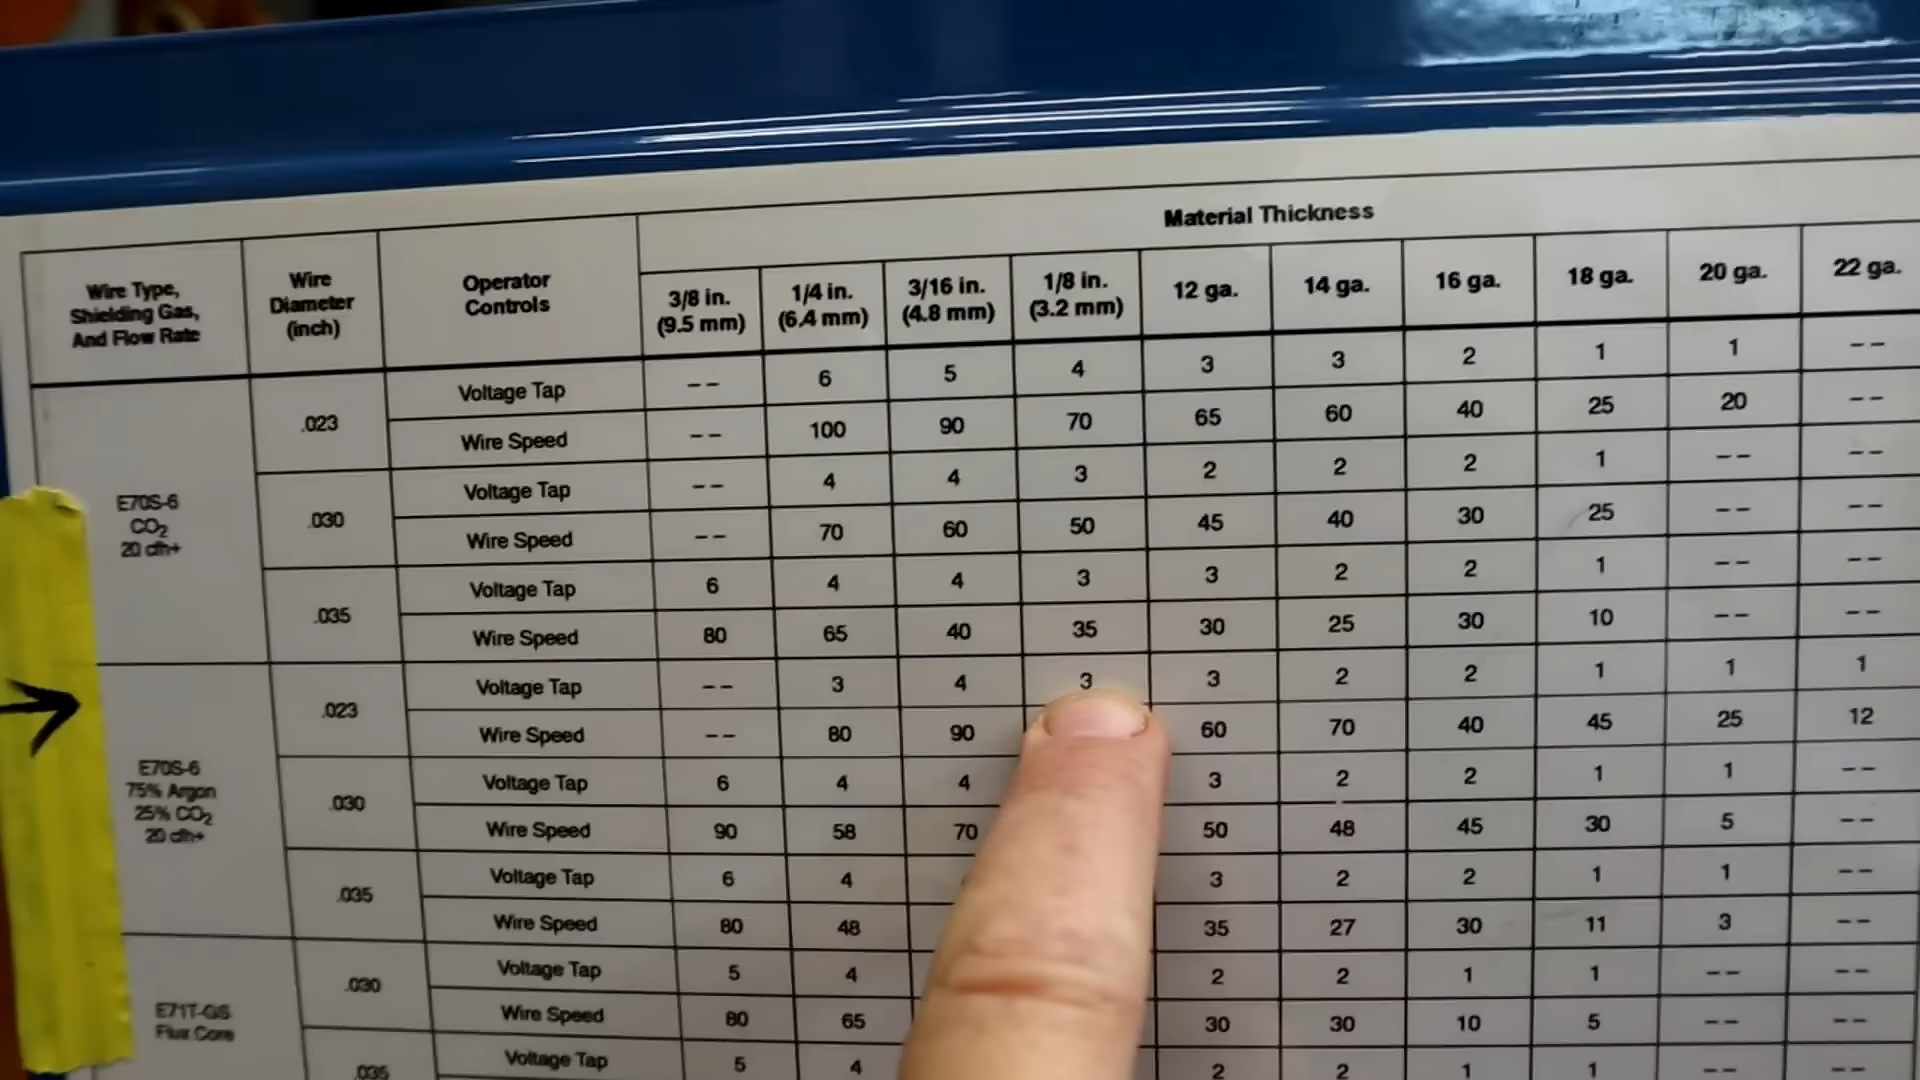 Material Thickness
Wire Type,
Shielding Gas,
And Flow Rate
Wire
Diameter
(inch)
Operator
Controls
3/8 in.
(9.5 mm)
1/4 in.
(6.4 mm)
3/16 in.
(4.8 mm)
1/8 in.
(3.2 mm)
12 ga.
14 ga.
16 ga.
18 ga.
20 ga.
22 ga.
E70S-6
CO2
20 cfh+
.023
Voltage Tap -- 6 5 4 3 3 2 1 1 --
Wire Speed -- 100 90 70 65 60 40 25 20 --
.030
Voltage Tap -- 4 4 3 2 2 2 1 -- --
Wire Speed -- 70 60 50 45 40 30 25 -- --
.035
Voltage Tap 6 4 4 3 3 2 2 1 -- --
Wire Speed 80 65 40 35 30 25 30 10 -- --
E70S-6
75% Argon
25% CO2
20 cfh+
.023
Voltage Tap -- 3 4 3 3 2 2 1 1 1
Wire Speed -- 80 90 60 70 40 45 25 12
.030
Voltage Tap 6 4 4 3 2 2 1 1 --
Wire Speed 90 58 70 50 48 45 30 5 --
.035
Voltage Tap 6 4 3 2 2 1 1 --
Wire Speed 80 48 35 27 30 11 3 --
E71T-GS
Flux Core
.030
Voltage Tap 5 4 2 2 1 1 -- --
Wire Speed 80 65 30 30 10 5 -- --
.035
Voltage Tap 5 4 2 2 1 1 -- --